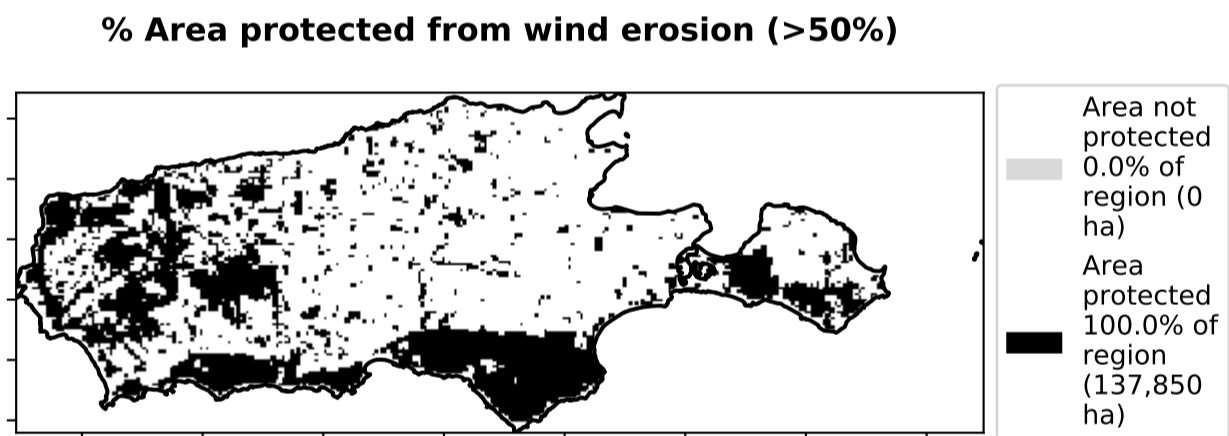 % Area protected from wind erosion (>50%)
Area not
protected
0.0% of
region (0
ha)
Area
protected
100.0% of
region
(137,850
ha)